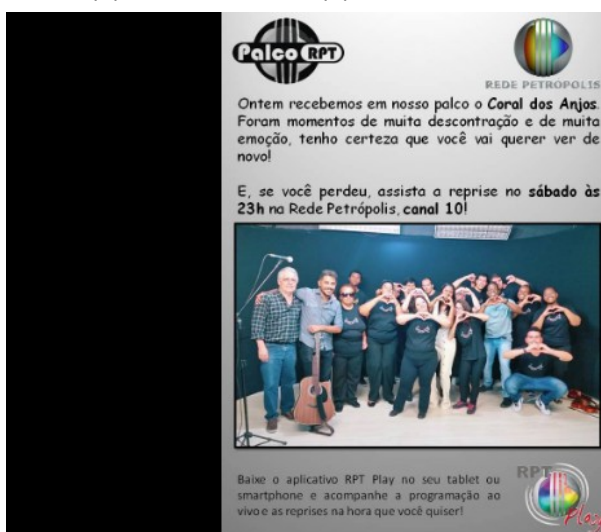 Palco RPT
REDE PETROPOLIS
Ontem recebemos em nosso palco o Coral dos Anjos.
Foram momentos de muita descontração e de muita
emoção, tenho certeza que você vai querer ver de
novo!
E, se você perdeu, assista a reprise no sábado às
23h na Rede Petrópolis, canal 10!
Baixe o aplicativo RPT Play no seu tablet ou
smartphone e acompanhe a programação ao
vivo e as reprises na hora que você quiser!
RPT
Play